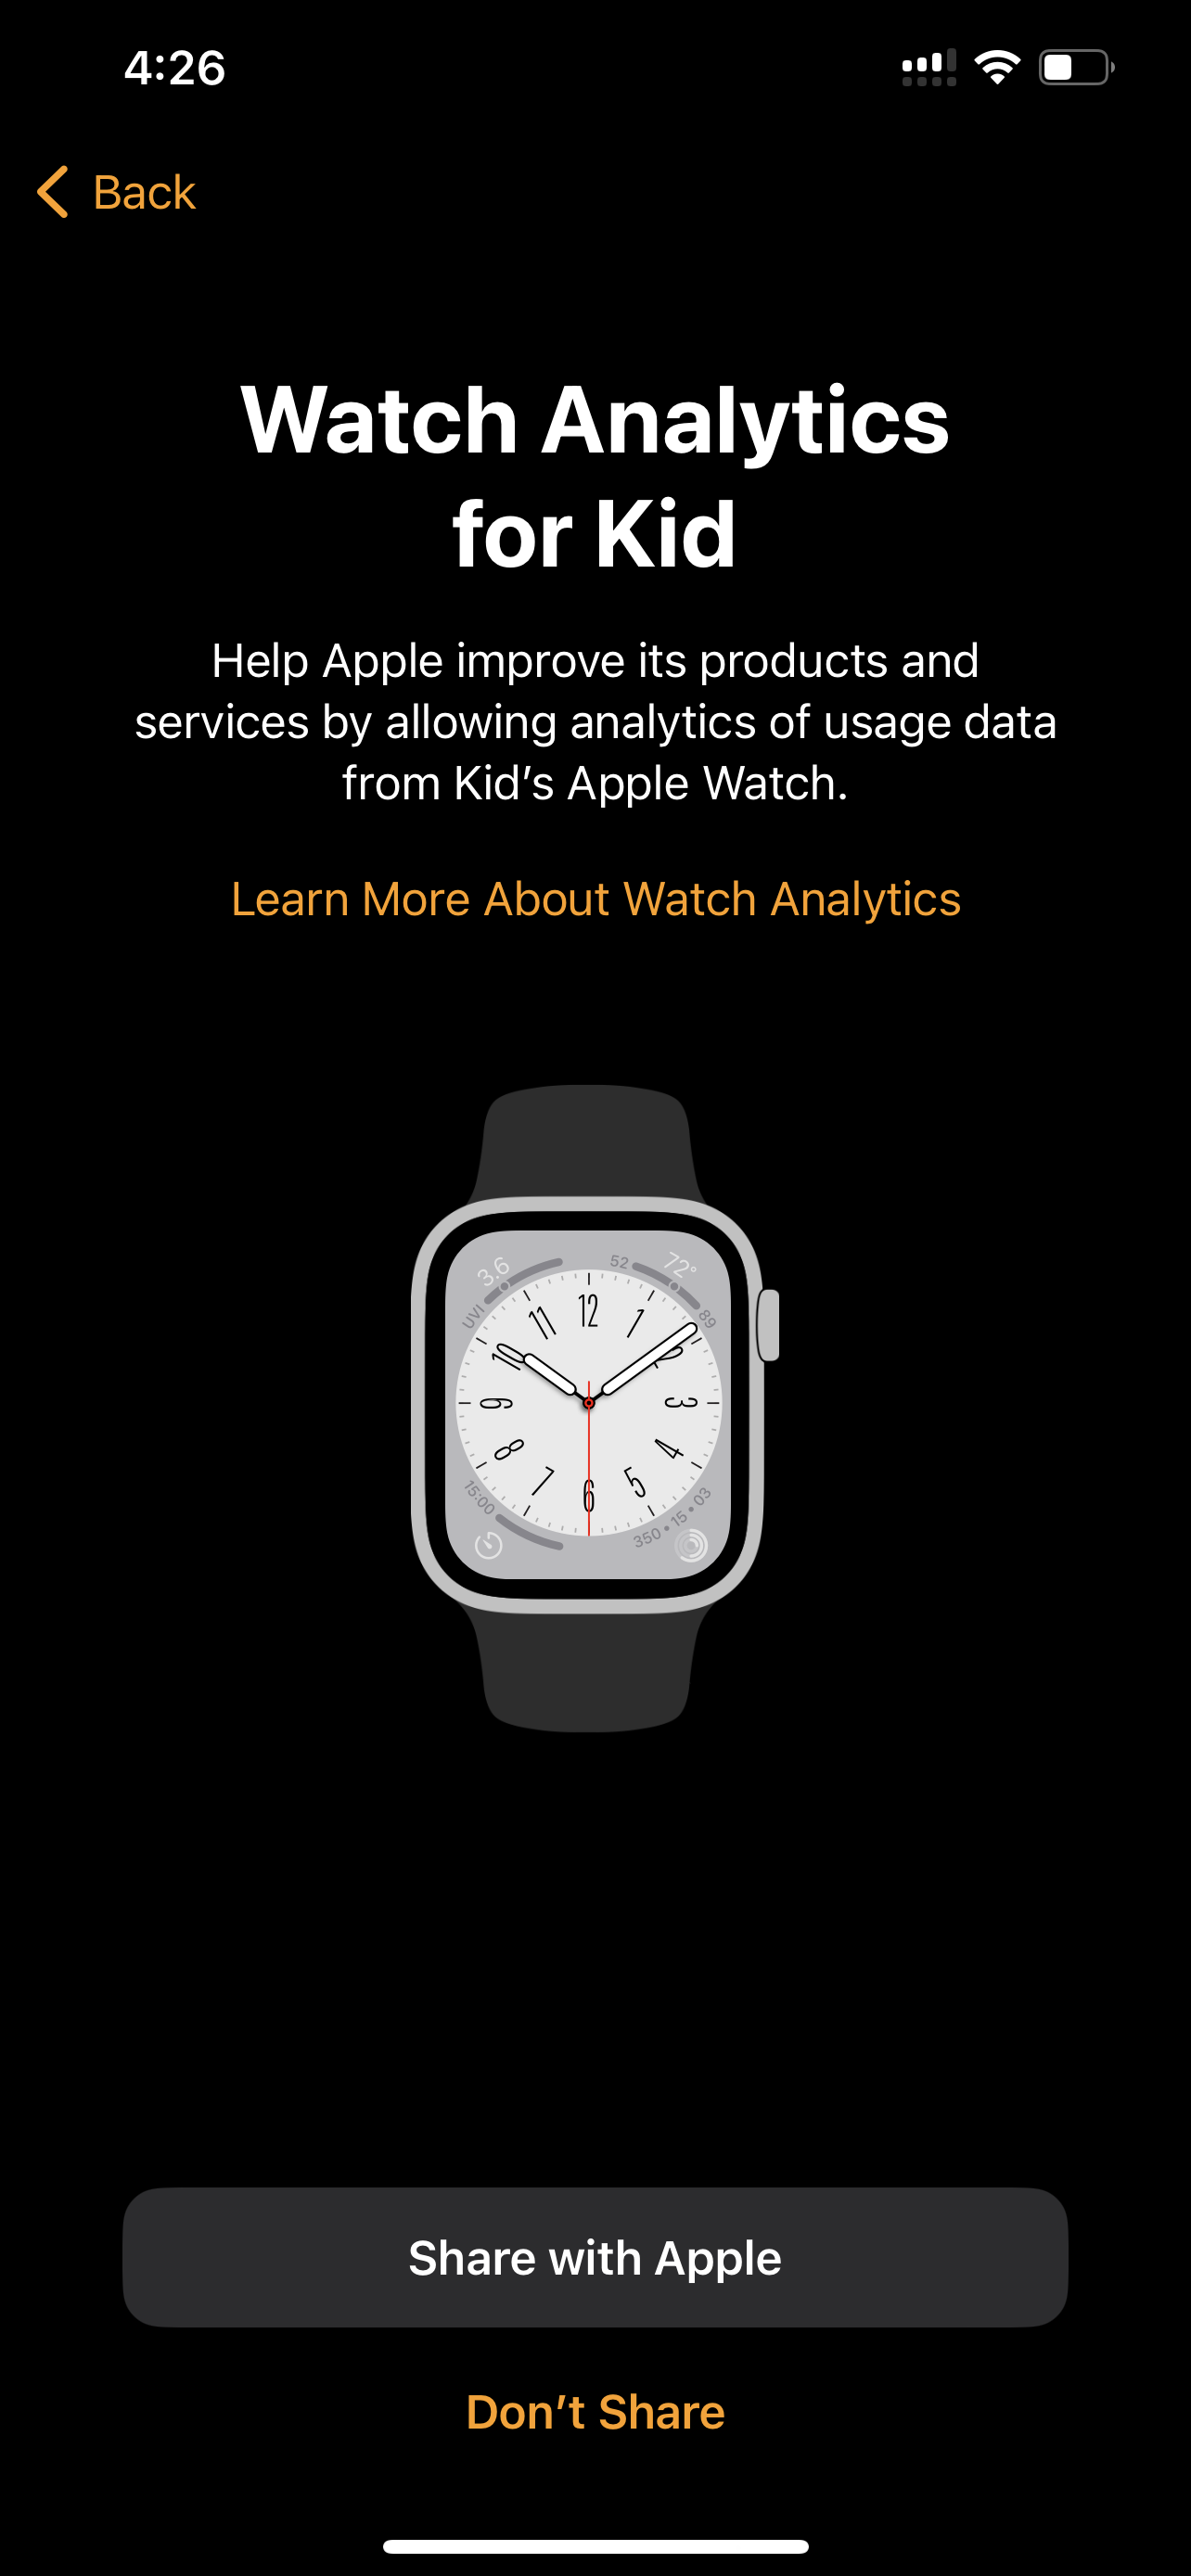 4:26
Back
Watch Analytics
for Kid
Help Apple improve its products and
services by allowing analytics of usage data
from Kid’s Apple Watch.
Learn More About Watch Analytics
3.6
UVI
52
72°
89
12
1
2
3
4
5
6
7
8
9
10
11
15:00
350 • 15 • 03
Share with Apple
Don’t Share